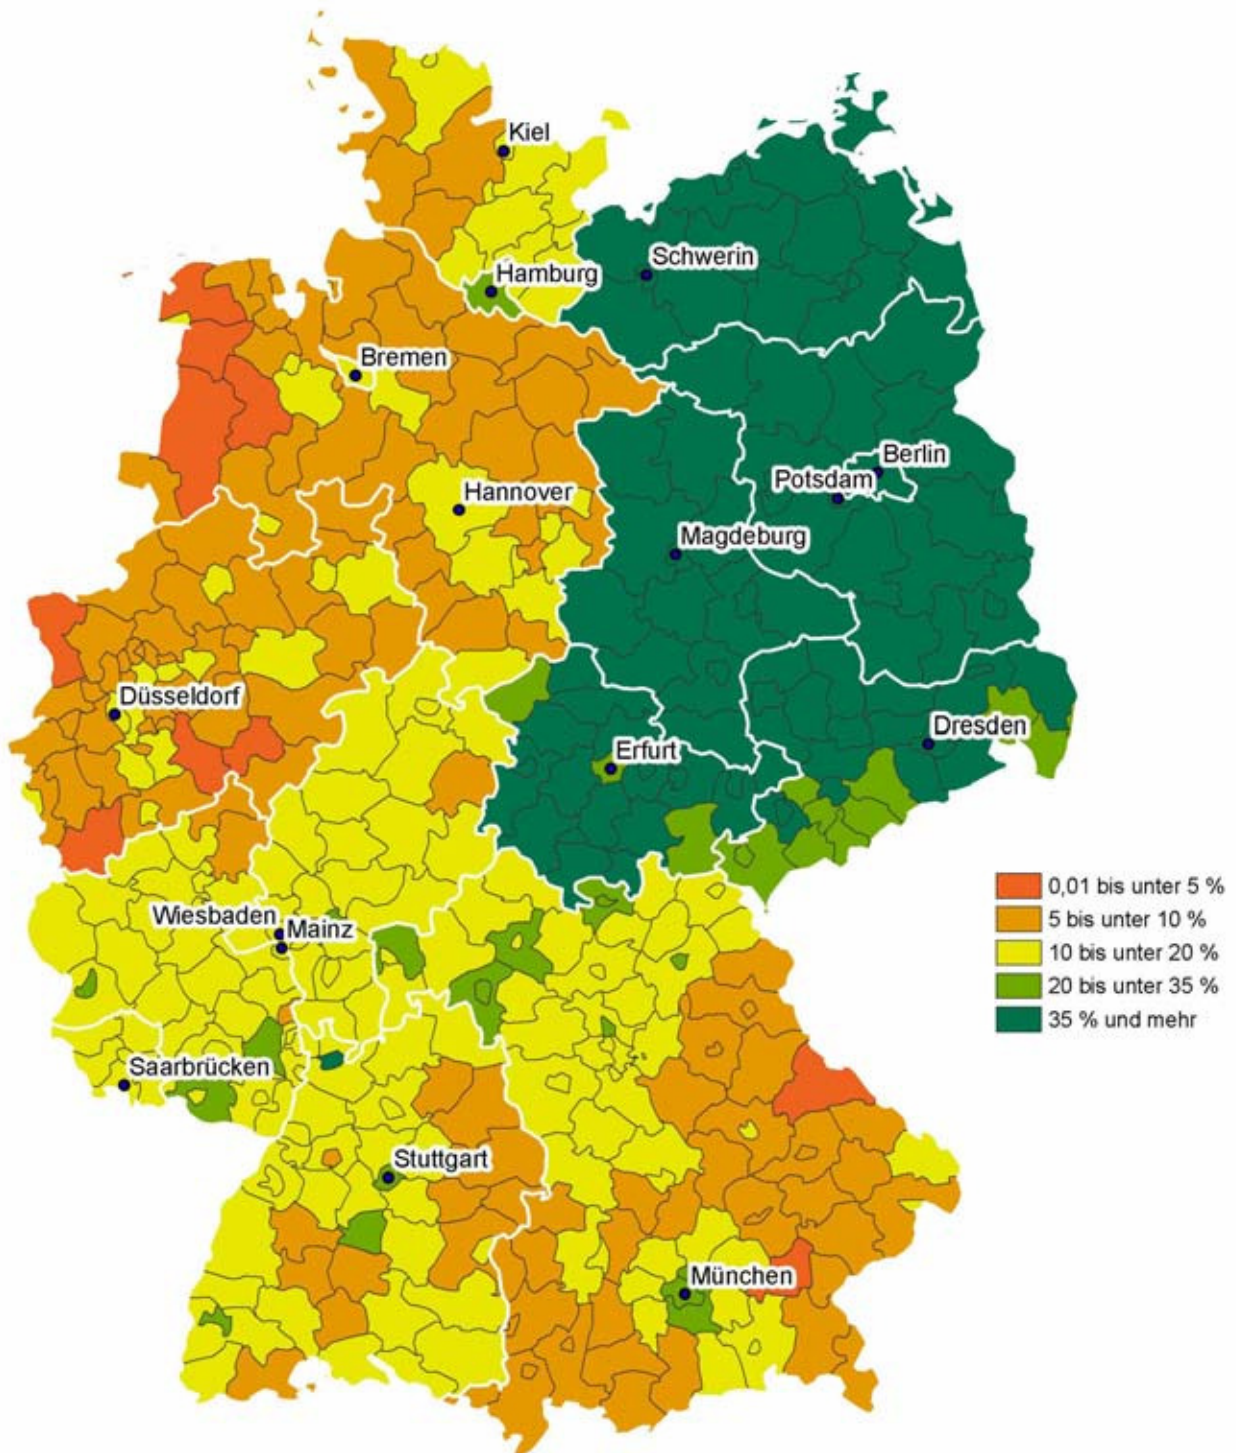 Kiel
Schwerin
Hamburg
Bremen
Berlin
Potsdam
Hannover
Magdeburg
Düsseldorf
Dresden
Erfurt
0,01 bis unter 5 %
Wiesbaden
5 bis unter 10 %
Mainz
10 bis unter 20 %
20 bis unter 35 %
35 % und mehr
Saarbrücken
Stuttgart
München